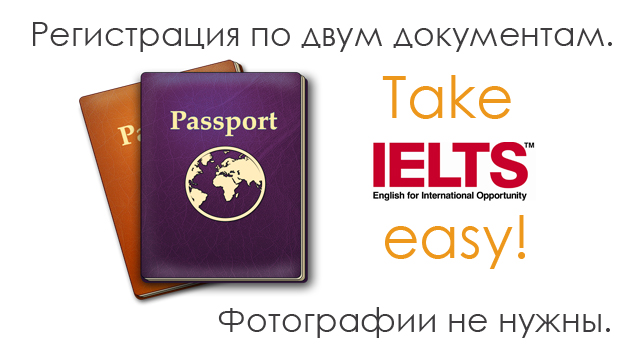 Регистрация по двум документам.
Take
Passport
IELTS™
English for International Opportunity
easy!
Фотографии не нужны.